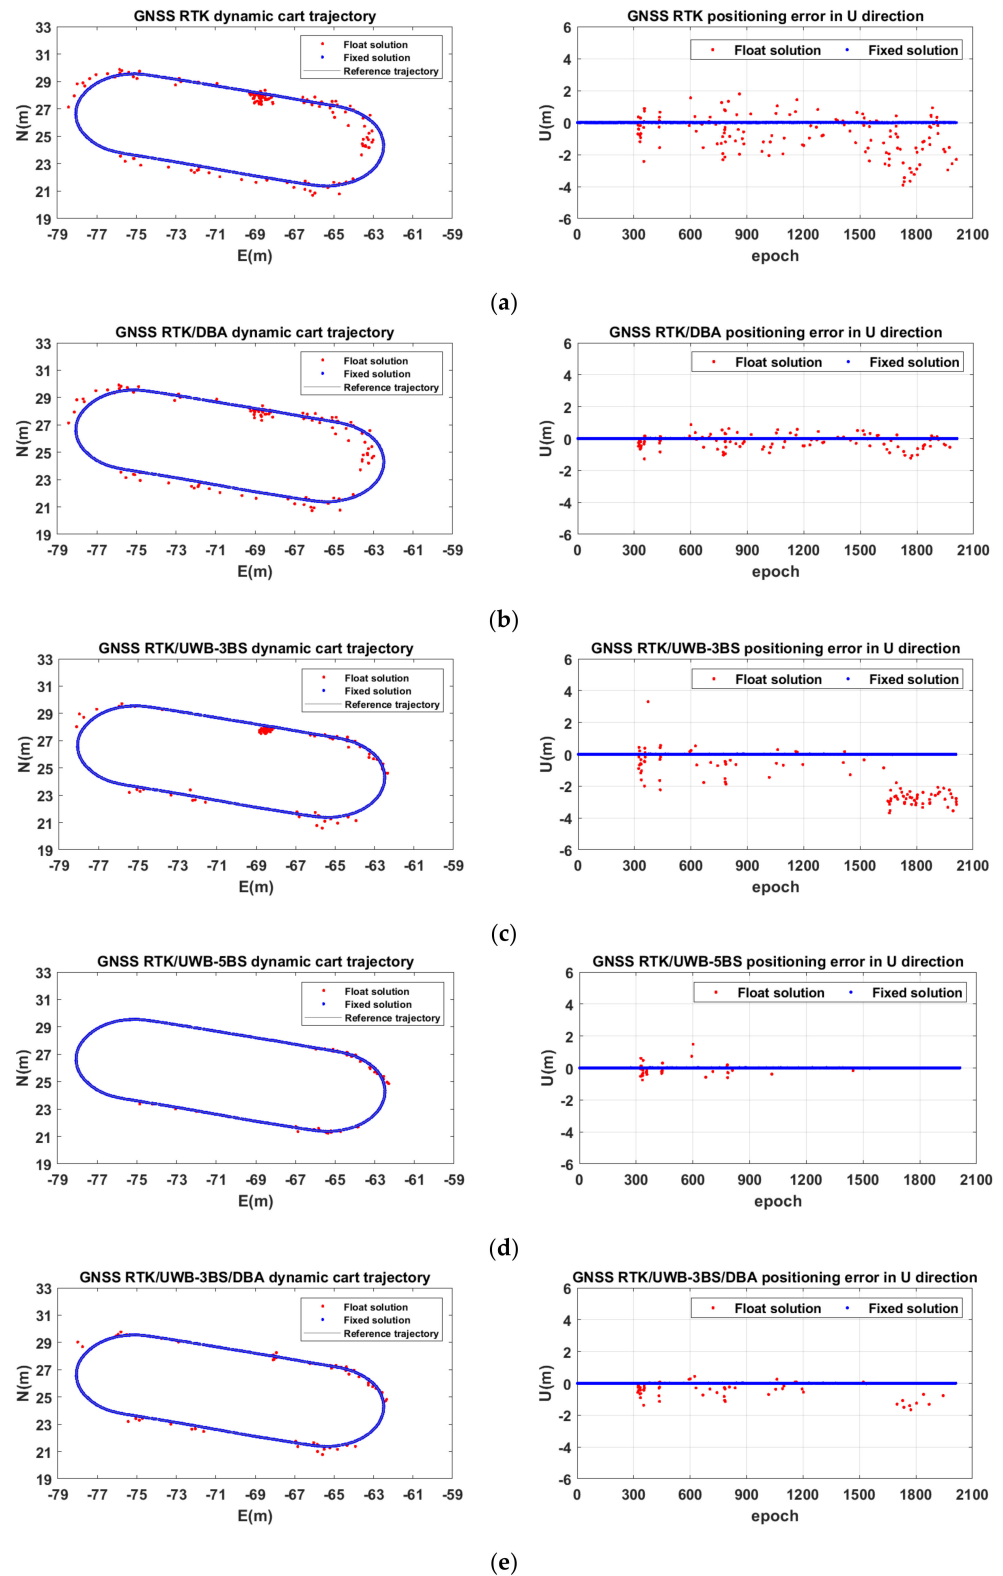 GNSS RTK dynamic cart trajectory
33
31
29
27
25
23
21
19
N(m)
Float solution
Fixed solution
Reference trajectory
-79 -77 -75 -73 -71 -69 -67 -65 -63 -61 -59
E(m)
GNSS RTK positioning error in U direction
6
4
2
0
-2
-4
-6
U(m)
Float solution Fixed solution
0 300 600 900 1200 1500 1800 2100
epoch
(a)
GNSS RTK/DBA dynamic cart trajectory
33
31
29
27
25
23
21
19
N(m)
Float solution
Fixed solution
Reference trajectory
-79 -77 -75 -73 -71 -69 -67 -65 -63 -61 -59
E(m)
GNSS RTK/DBA positioning error in U direction
6
4
2
0
-2
-4
-6
U(m)
Float solution Fixed solution
0 300 600 900 1200 1500 1800 2100
epoch
(b)
GNSS RTK/UWB-3BS dynamic cart trajectory
33
31
29
27
25
23
21
19
N(m)
Float solution
Fixed solution
Reference trajectory
-79 -77 -75 -73 -71 -69 -67 -65 -63 -61 -59
E(m)
GNSS RTK/UWB-3BS positioning error in U direction
6
4
2
0
-2
-4
-6
U(m)
Float solution Fixed solution
0 300 600 900 1200 1500 1800 2100
epoch
(c)
GNSS RTK/UWB-5BS dynamic cart trajectory
33
31
29
27
25
23
21
19
N(m)
Float solution
Fixed solution
Reference trajectory
-79 -77 -75 -73 -71 -69 -67 -65 -63 -61 -59
E(m)
GNSS RTK/UWB-5BS positioning error in U direction
6
4
2
0
-2
-4
-6
U(m)
Float solution Fixed solution
0 300 600 900 1200 1500 1800 2100
epoch
(d)
GNSS RTK/UWB-3BS/DBA dynamic cart trajectory
33
31
29
27
25
23
21
19
N(m)
Float solution
Fixed solution
Reference trajectory
-79 -77 -75 -73 -71 -69 -67 -65 -63 -61 -59
E(m)
GNSS RTK/UWB-3BS/DBA positioning error in U direction
6
4
2
0
-2
-4
-6
U(m)
Float solution Fixed solution
0 300 600 900 1200 1500 1800 2100
epoch
(e)